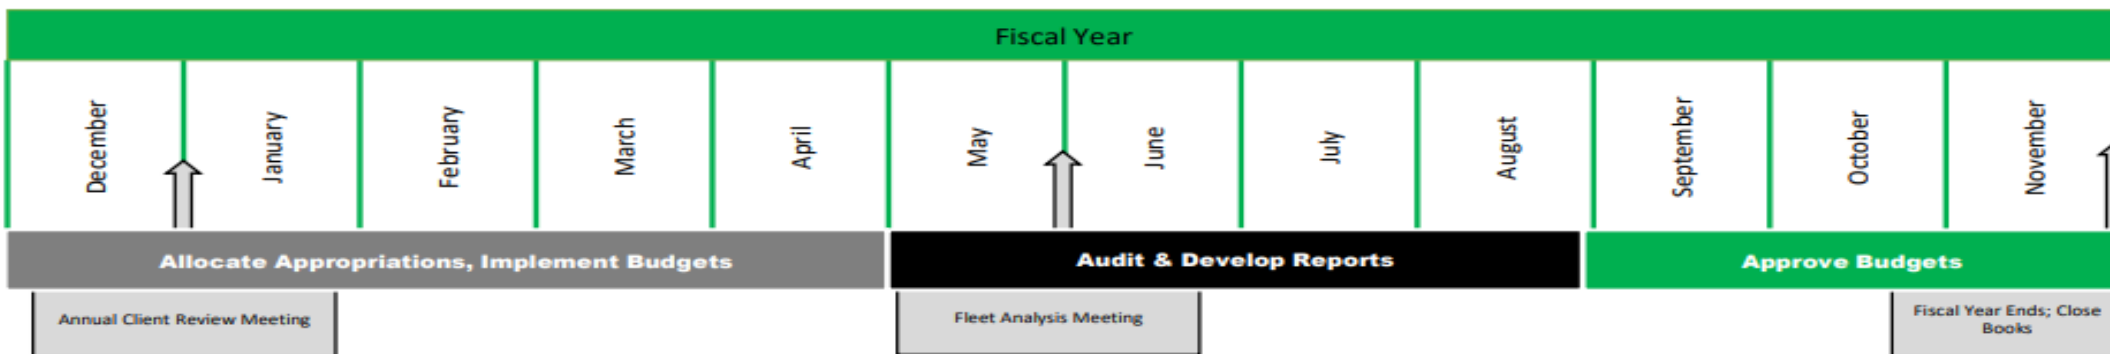 Fiscal Year
December
January
February
March
April
May
June
July
August
September
October
November
Allocate Appropriations, Implement Budgets
Audit & Develop Reports
Approve Budgets
Annual Client Review Meeting
Fleet Analysis Meeting
Fiscal Year Ends; Close
Books